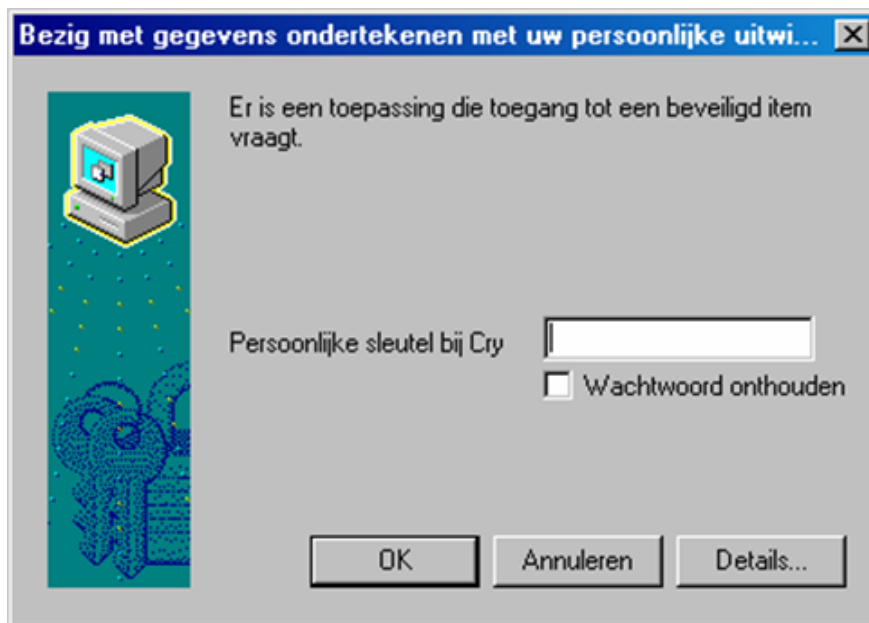 Bezig met gegevens ondertekenen met uw persoonlijke uitwi...
Er is een toepassing die toegang tot een beveiligd item
vraagt.
Persoonlijke sleutel bij Cry
Wachtwoord onthouden
OK Annuleren Details...